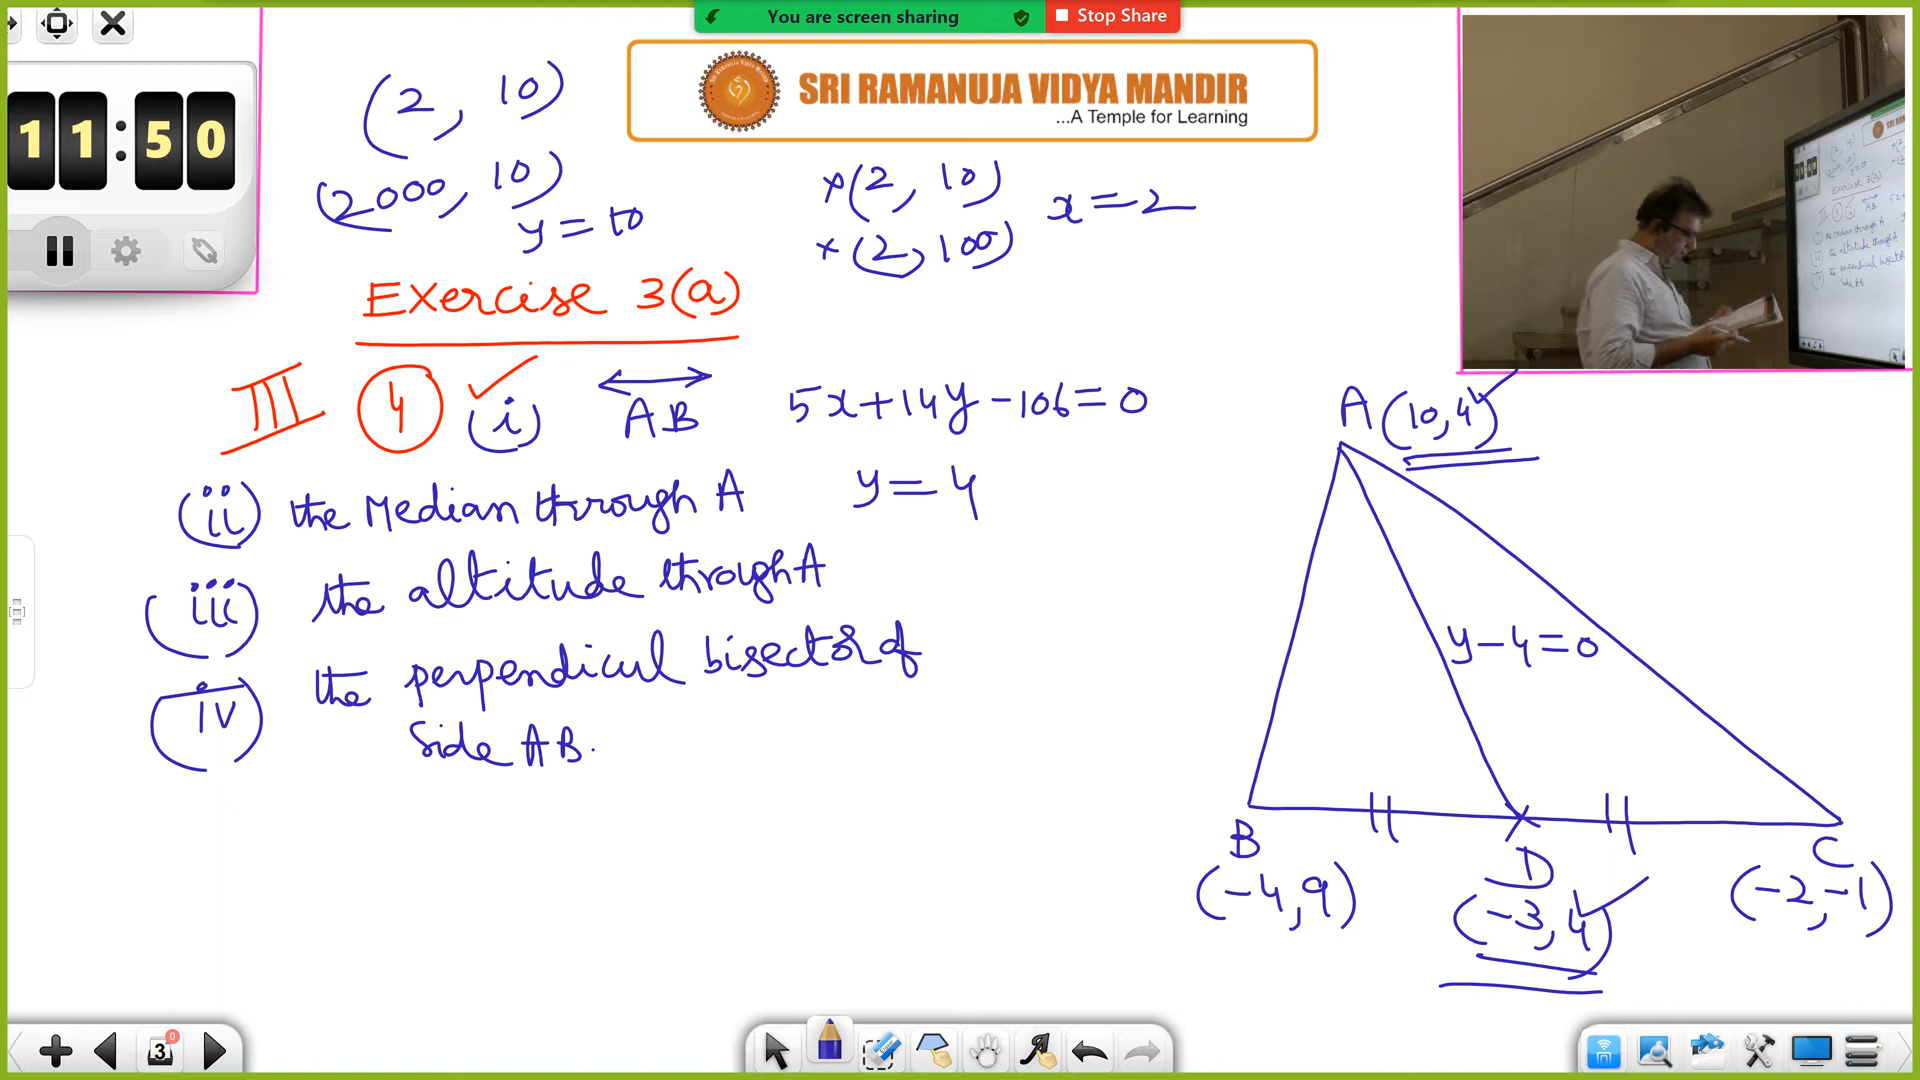 You are screen sharing
Stop Share
11:50
SRI RAMANUJA VIDYA MANDIR
...A Temple for Learning
(2, 10)
(2000, 10)
y = 10
×(2, 10)
×(2, 100)
x = 2
Exercise 3(a)
III 4 (i) AB 5x+14y-106=0
(ii) the Median through A y=4
(iii) the altitude through A
(iv) the perpendicul bisector of
side AB.
A (10,4)
y-4=0
B
(-4,9)
D
(-3,4)
C
(-2,-1)
3
0